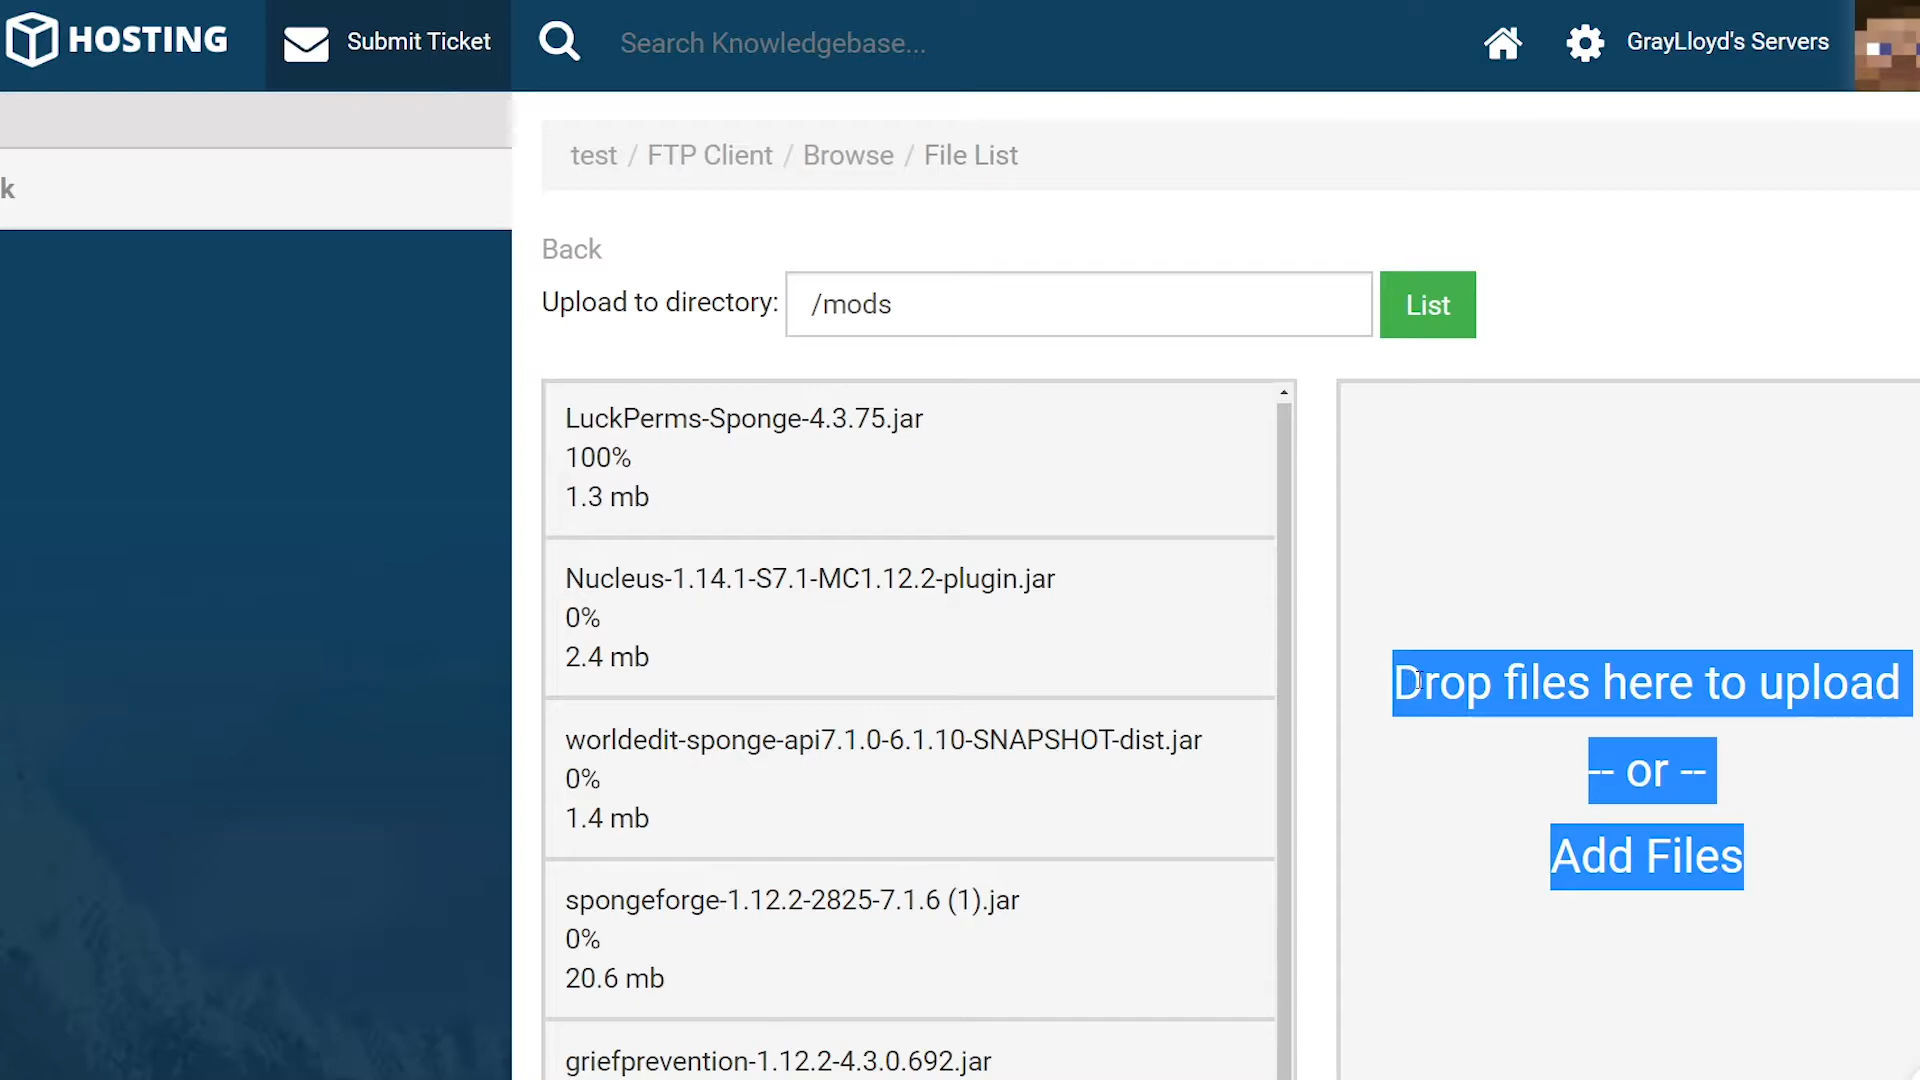 HOSTING
Submit Ticket
Search Knowledgebase...
GrayLloyd's Servers
k
test / FTP Client / Browse / File List
Back
Upload to directory: /mods List
LuckPerms-Sponge-4.3.75.jar
100%
1.3 mb
Nucleus-1.14.1-S7.1-MC1.12.2-plugin.jar
0%
2.4 mb
worldedit-sponge-api7.1.0-6.1.10-SNAPSHOT-dist.jar
0%
1.4 mb
spongeforge-1.12.2-2825-7.1.6 (1).jar
0%
20.6 mb
griefprevention-1.12.2-4.3.0.692.jar
Drop files here to upload
-- or --
Add Files